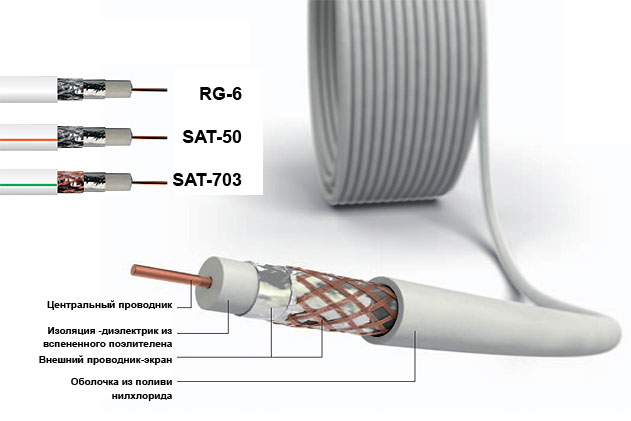 RG-6
SAT-50
SAT-703
Центральный проводник
Изоляция -диэлектрик из
вспененного поэлителена
Внешний проводник-экран
Оболочка из поливи
нилхлорида